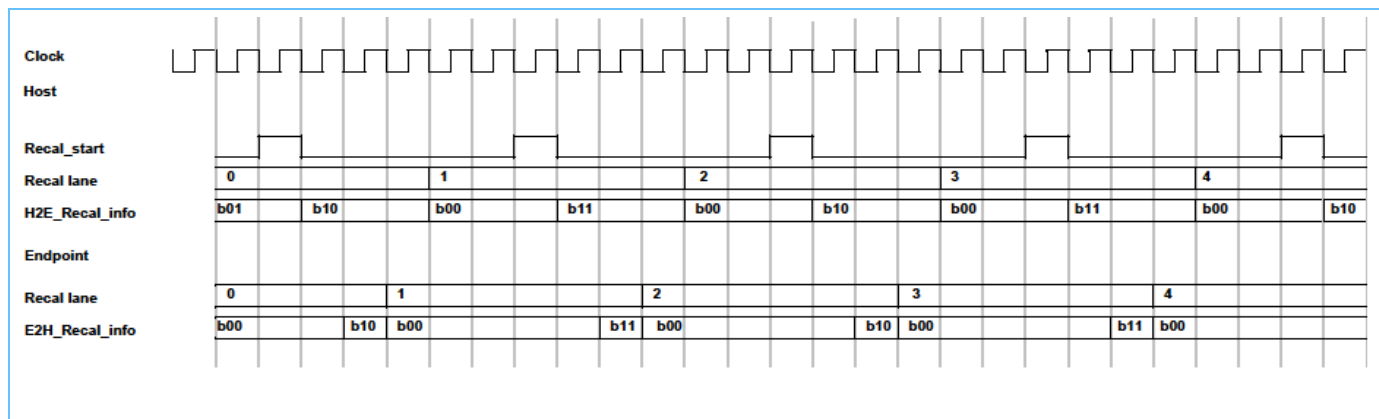 Clock
Host
Recal_start
Recal lane 0 1 2 3 4
H2E_Recal_info b01 b10 b00 b11 b00 b10 b00 b11 b00 b10
Endpoint
Recal lane 0 1 2 3 4
E2H_Recal_info b00 b10 b00 b11 b00 b10 b00 b11 b00